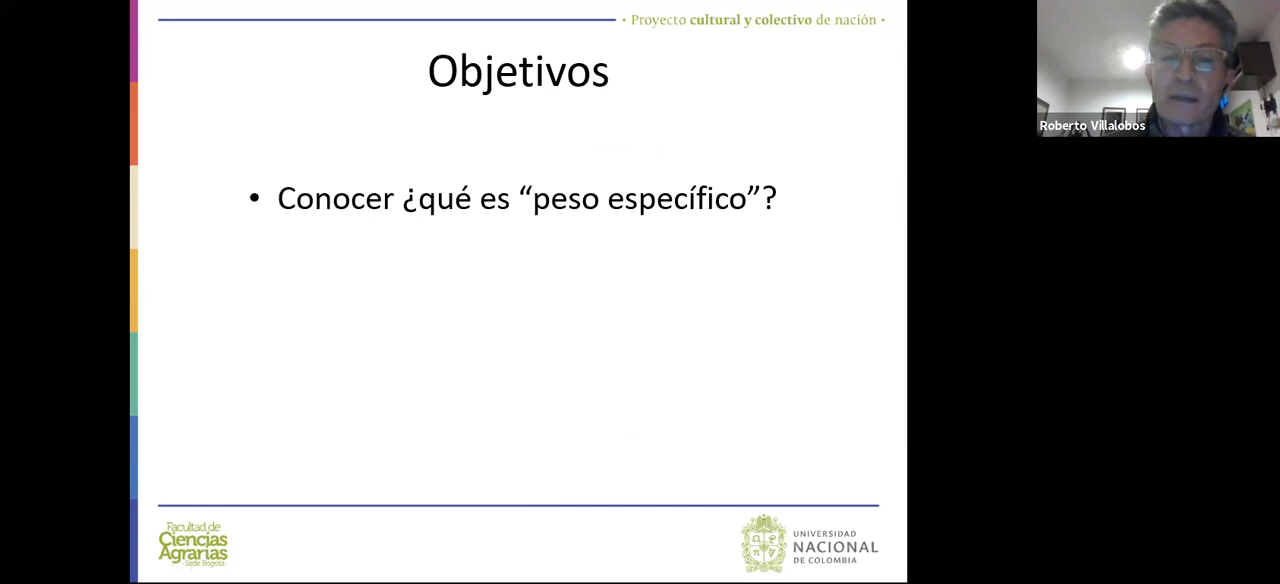 · Proyecto cultural y colectivo de nación ·
Objetivos
• Conocer ¿qué es “peso específico”?
Roberto Villalobos
Facultad de
Ciencias
Agrarias
Sede Bogotá
UNIVERSIDAD
NACIONAL
DE COLOMBIA